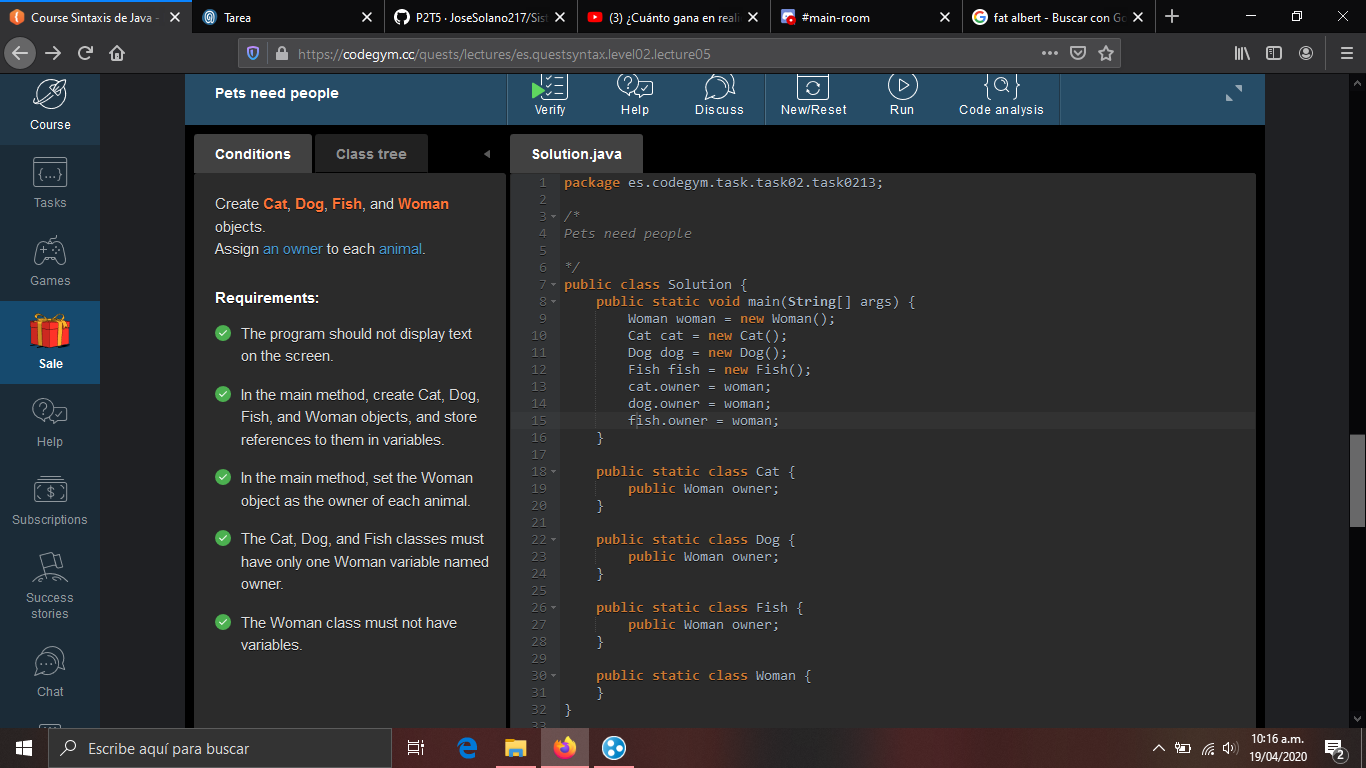 Course Sintaxis de Java -
Tarea
P2T5 · JoseSolano217/Sist
(3) ¿Cuánto gana en reali
#main-room
fat albert - Buscar con Go
https://codegym.cc/quests/lectures/es.questsyntax.level02.lecture05
Course
Tasks
Games
Sale
Help
Subscriptions
Success
stories
Chat
Pets need people
Verify
Help
Discuss
New/Reset
Run
Code analysis
Conditions
Class tree
Create Cat, Dog, Fish, and Woman
objects.
Assign an owner to each animal.
Requirements:
The program should not display text
on the screen.
In the main method, create Cat, Dog,
Fish, and Woman objects, and store
references to them in variables.
In the main method, set the Woman
object as the owner of each animal.
The Cat, Dog, and Fish classes must
have only one Woman variable named
owner.
The Woman class must not have
variables.
Solution.java
1 package es.codegym.task.task02.task0213;
2
3 /*
4 Pets need people
5
6 */
7 public class Solution {
8 public static void main(String[] args) {
9 Woman woman = new Woman();
10 Cat cat = new Cat();
11 Dog dog = new Dog();
12 Fish fish = new Fish();
13 cat.owner = woman;
14 dog.owner = woman;
15 fish.owner = woman;
16 }
17
18 public static class Cat {
19 public Woman owner;
20 }
21
22 public static class Dog {
23 public Woman owner;
24 }
25
26 public static class Fish {
27 public Woman owner;
28 }
29
30 public static class Woman {
31 }
32 }
33
Escribe aquí para buscar
10:16 a.m.
19/04/2020
2